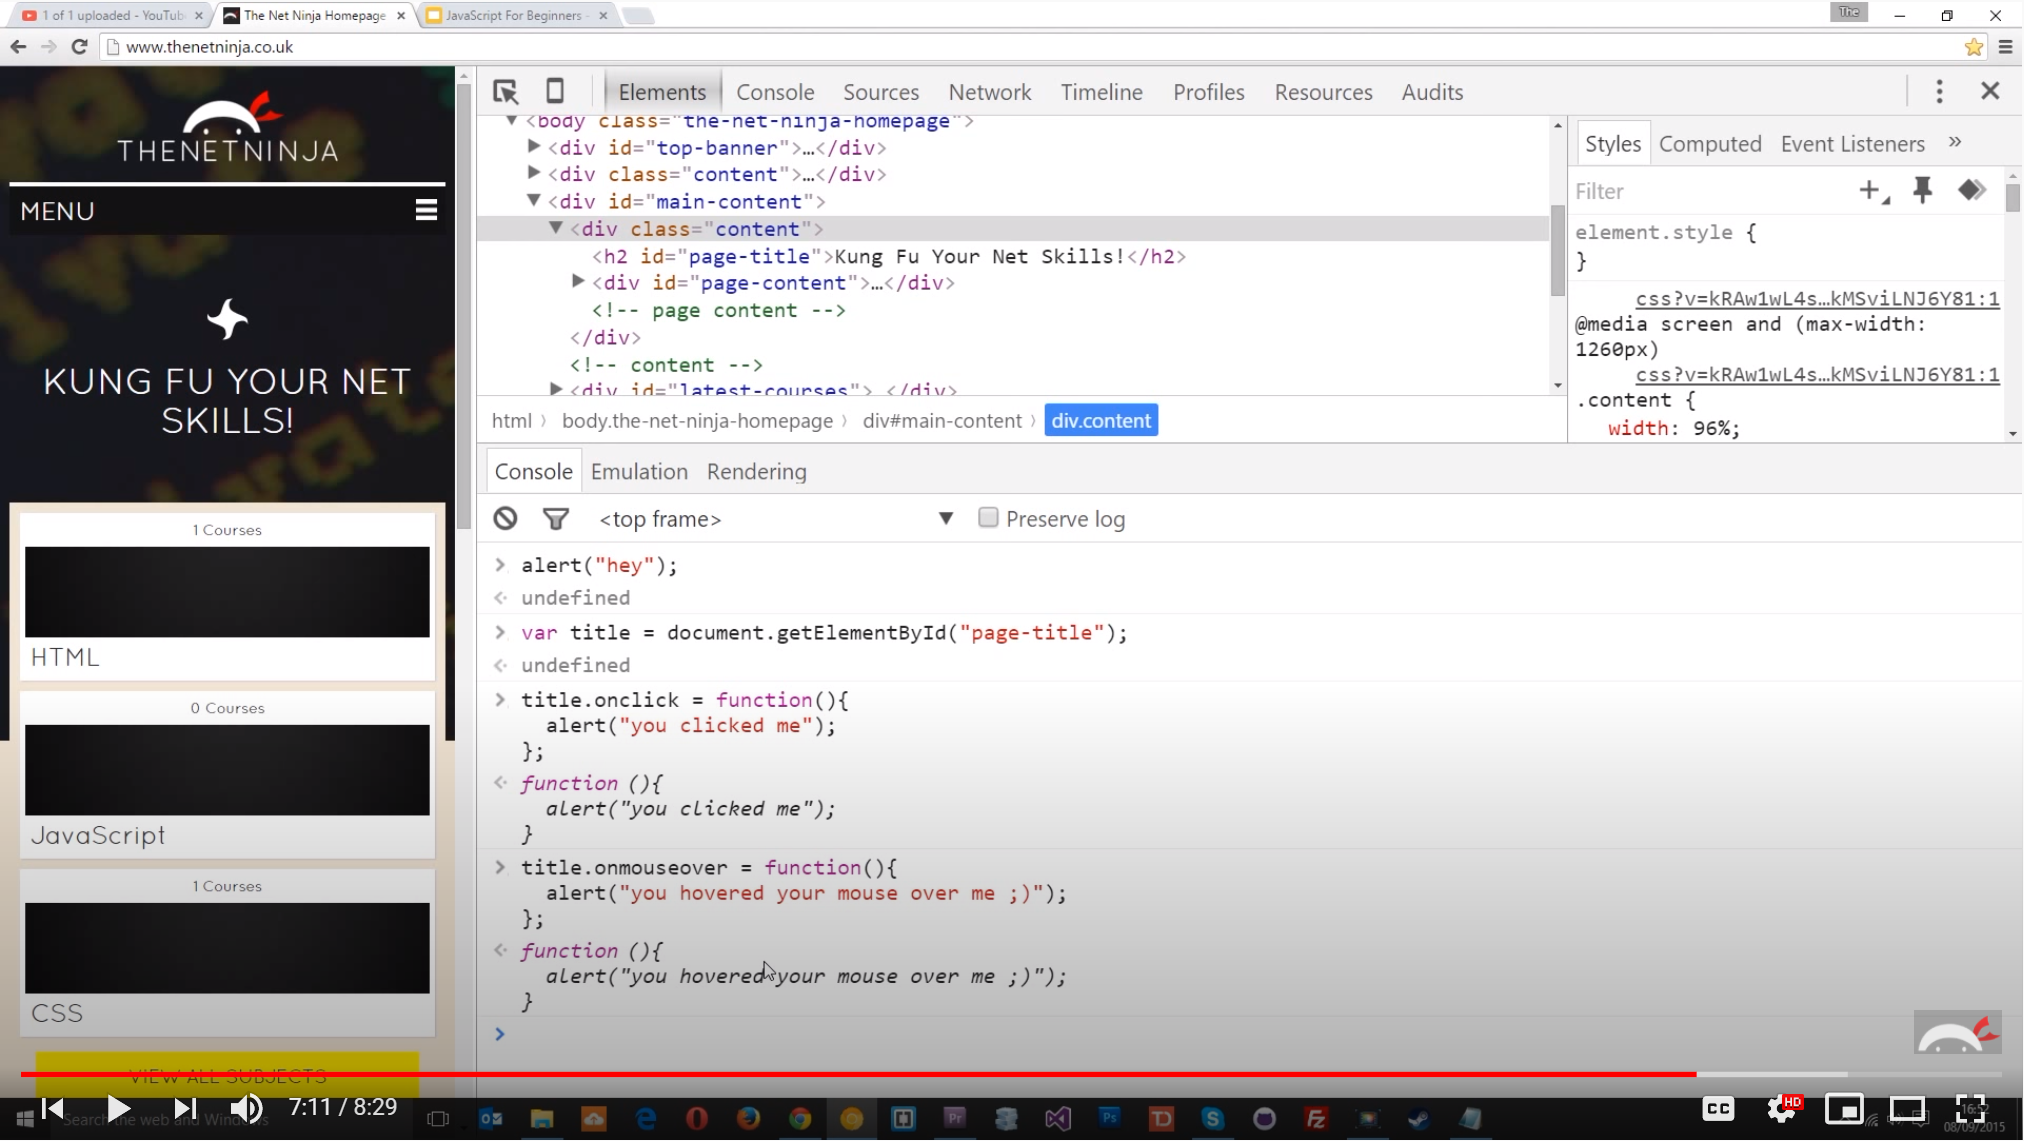 1 of 1 uploaded - YouTub
The Net Ninja Homepage
JavaScript For Beginners -
The
www.thenetninja.co.uk
THENETNINJA
MENU
KUNG FU YOUR NET
SKILLS!
1 Courses
HTML
0 Courses
JavaScript
1 Courses
CSS
VIEW ALL SUBJECTS
Elements Console Sources Network Timeline Profiles Resources Audits
<body class="the-net-ninja-homepage">
<div id="top-banner">…</div>
<div class="content">…</div>
<div id="main-content">
<div class="content">
<h2 id="page-title">Kung Fu Your Net Skills!</h2>
<div id="page-content">…</div>
<!-- page content -->
</div>
<!-- content -->
<div id="latest-courses"> </div>
html body.the-net-ninja-homepage div#main-content div.content
Styles Computed Event Listeners »
Filter
element.style {
}
css?v=kRAw1wL4s…kMSviLNJ6Y81:1
@media screen and (max-width:
1260px)
css?v=kRAw1wL4s…kMSviLNJ6Y81:1
.content {
width: 96%;
Console Emulation Rendering
<top frame> Preserve log
> alert("hey");
undefined
> var title = document.getElementById("page-title");
undefined
> title.onclick = function(){
alert("you clicked me");
};
function (){
alert("you clicked me");
}
> title.onmouseover = function(){
alert("you hovered your mouse over me ;)");
};
function (){
alert("you hovered your mouse over me ;)");
}
>
7:11 / 8:29
Search the web and Windows
CC
HD
16:52
08/09/2015